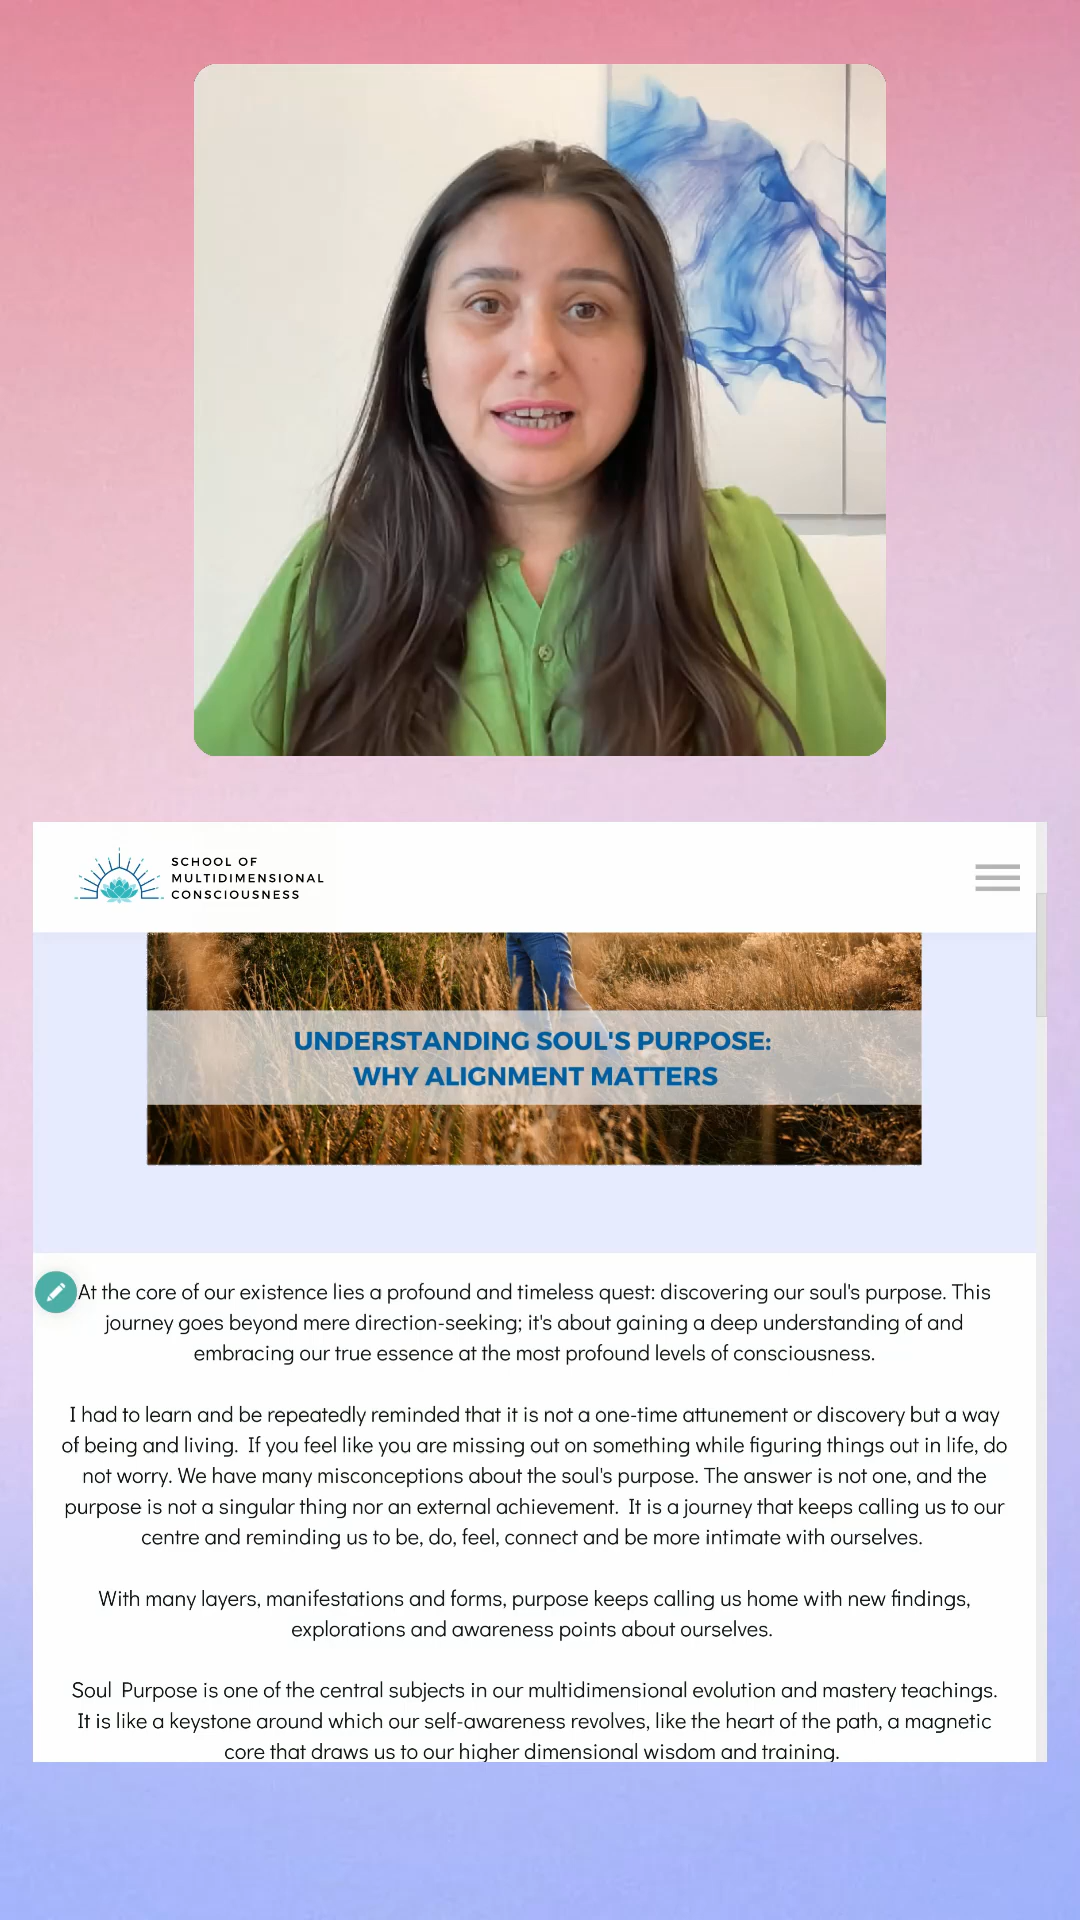 SCHOOL OF
MULTIDIMENSIONAL
CONSCIOUSNESS
UNDERSTANDING SOUL'S PURPOSE:
WHY ALIGNMENT MATTERS
At the core of our existence lies a profound and timeless quest: discovering our soul's purpose. This
journey goes beyond mere direction-seeking; it's about gaining a deep understanding of and
embracing our true essence at the most profound levels of consciousness.
I had to learn and be repeatedly reminded that it is not a one-time attunement or discovery but a way
of being and living. If you feel like you are missing out on something while figuring things out in life, do
not worry. We have many misconceptions about the soul's purpose. The answer is not one, and the
purpose is not a singular thing nor an external achievement. It is a journey that keeps calling us to our
centre and reminding us to be, do, feel, connect and be more intimate with ourselves.
With many layers, manifestations and forms, purpose keeps calling us home with new findings,
explorations and awareness points about ourselves.
Soul Purpose is one of the central subjects in our multidimensional evolution and mastery teachings.
It is like a keystone around which our self-awareness revolves, like the heart of the path, a magnetic
core that draws us to our higher dimensional wisdom and training.